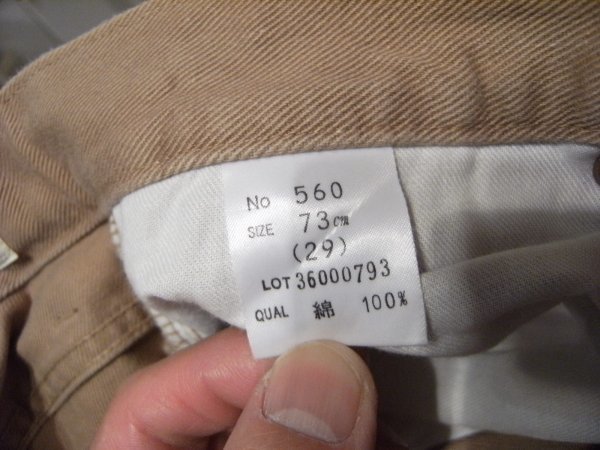 No 560
SIZE 73cm
(29)
LOT 36000793
QUAL 綿 100%